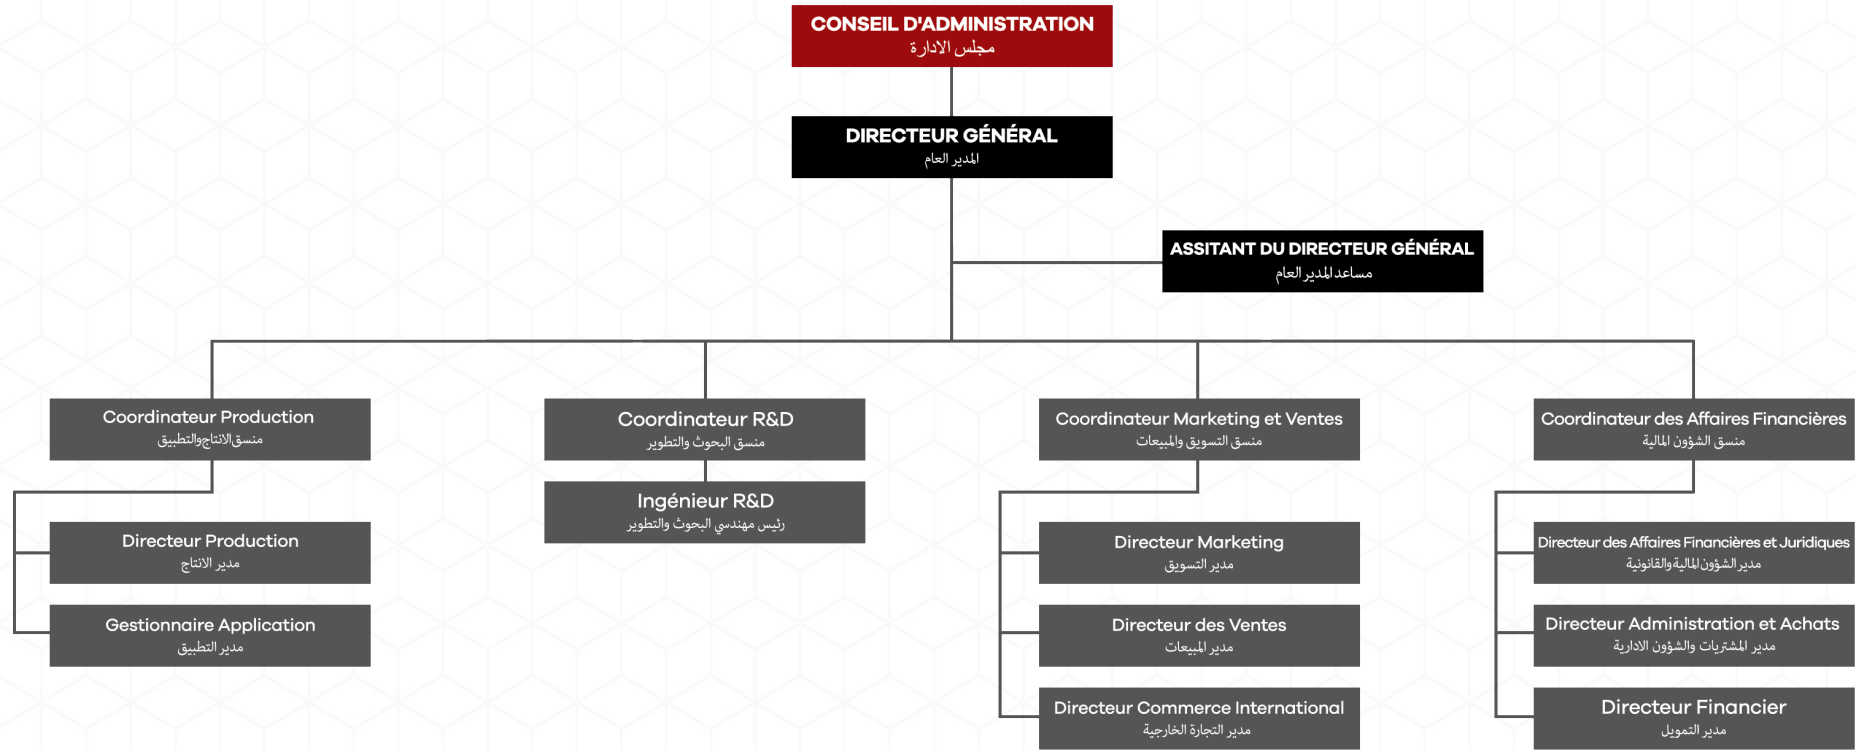 CONSEIL D'ADMINISTRATION
مجلس الادارة
DIRECTEUR GÉNÉRAL
المدير العام
ASSITANT DU DIRECTEUR GÉNÉRAL
مساعد المدير العام
Coordinateur Production
منسق الانتاج والتطبيق
Coordinateur R&D
منسق البحوث والتطوير
Coordinateur Marketing et Ventes
منسق التسويق والمبيعات
Coordinateur des Affaires Financières
منسق الشؤون المالية
Directeur Production
مدير الانتاج
Gestionnaire Application
مدير التطبيق
Ingénieur R&D
رئيس مهندسي البحوث والتطوير
Directeur Marketing
مدير التسويق
Directeur des Ventes
مدير المبيعات
Directeur Commerce International
مدير التجارة الخارجية
Directeur des Affaires Financières et Juridiques
مدير الشؤون المالية والقانونية
Directeur Administration et Achats
مدير المشتريات والشؤون الادارية
Directeur Financier
مدير التمويل